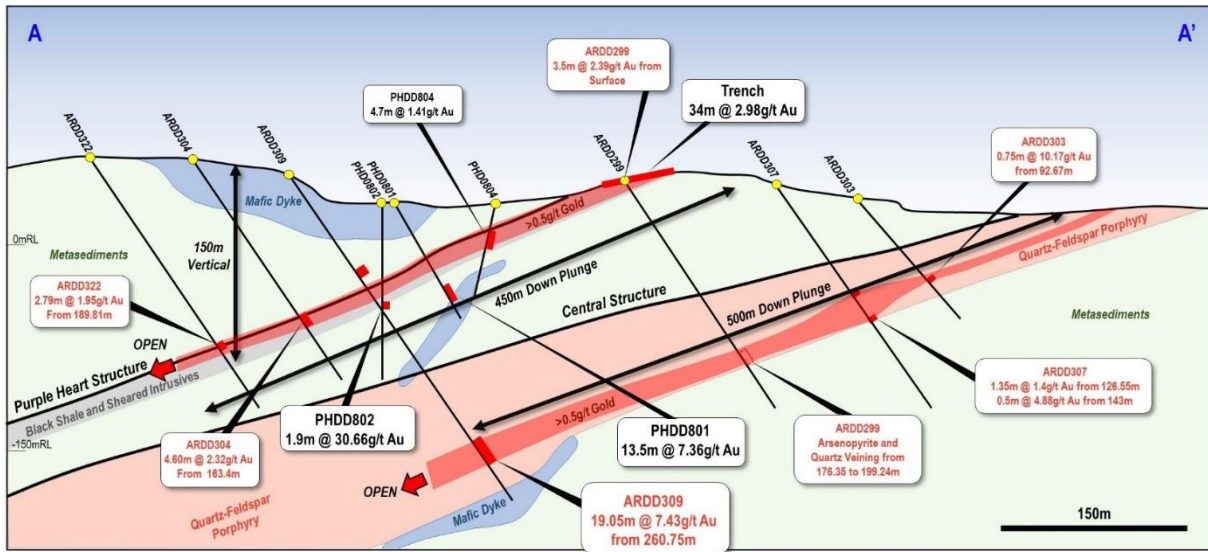 A
A'
ARDD299
3.5m @ 2.39g/t Au from
Surface
Trench
34m @ 2.98g/t Au
PHDD804
4.7m @ 1.41g/t Au
ARDD303
0.75m @ 10.17g/t Au
from 92.67m
ARDD322
ARDD304
ARDD309
PHD0802
PHD0801
PHD0804
ARDD299
ARDD307
ARDD303
Mafic Dyke
>0.5g/t Gold
150m
Vertical
0mRL
Metasediments
Quartz-Feldspar Porphyry
450m Down Plunge
Central Structure
500m Down Plunge
Metasediments
ARDD322
2.79m @ 1.95g/t Au
From 189.81m
OPEN
Purple Heart Structure
Black Shale and Sheared Intrusives
-150mRL
ARDD304
4.60m @ 2.32g/t Au
From 163.4m
PHDD802
1.9m @ 30.66g/t Au
>0.5g/t Gold
PHDD801
13.5m @ 7.36g/t Au
ARDD299
Arsenopyrite and
Quartz Veining from
176.35 to 199.24m
ARDD307
1.35m @ 1.4g/t Au from 126.55m
0.5m @ 4.88g/t Au from 143m
OPEN
Quartz-Feldspar
Porphyry
Mafic Dyke
ARDD309
19.05m @ 7.43g/t Au
from 260.75m
150m